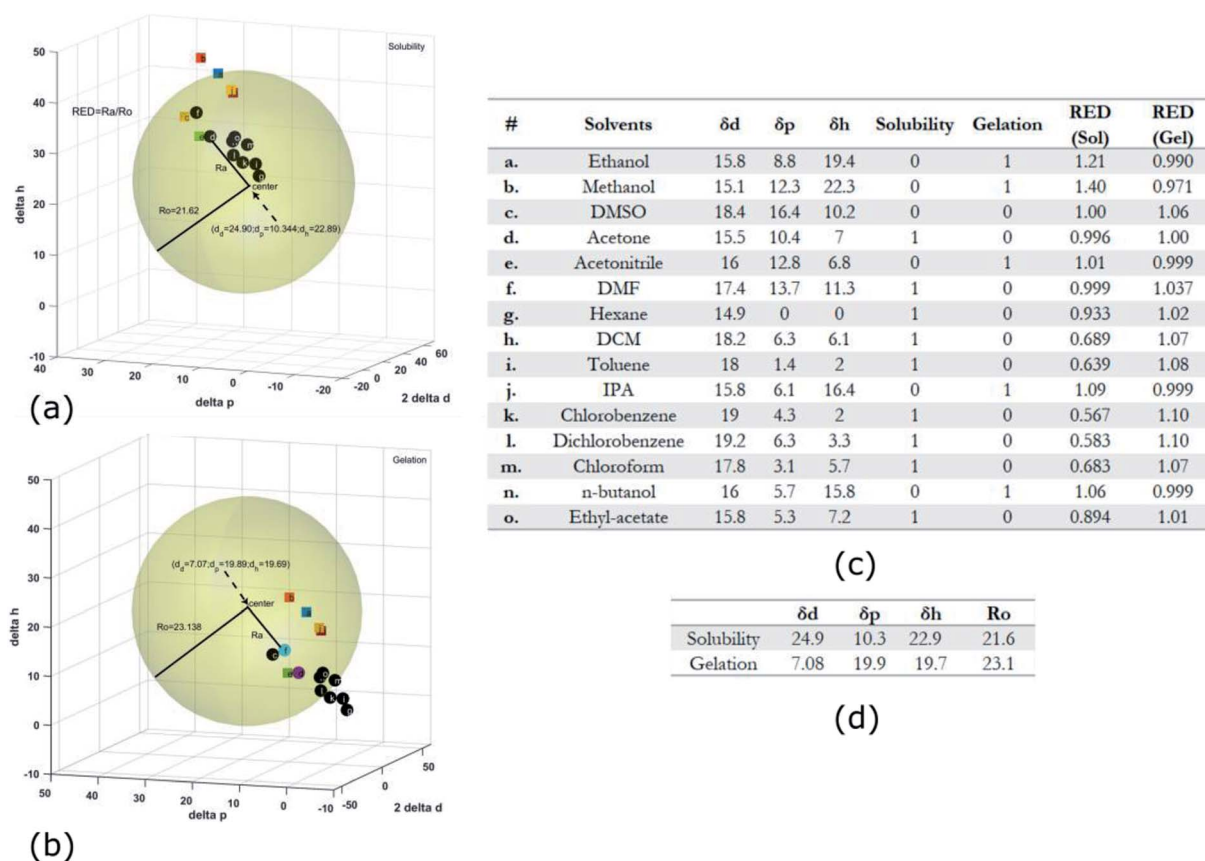 Solubility
50
40
30
20
10
0
-10
delta h
RED=Ra/Ro
b
a
j
c
f
e
d
o
m
l
k
i
g
Ra
center
Ro=21.62
(d_d=24.90;d_p=10.344;d_h=22.89)
40
30
20
10
0
-10
-20
delta p
-20
0
20
40
60
2 delta d
(a)
Gelation
50
40
30
20
10
0
-10
delta h
(d_d=7.07;d_p=19.89;d_h=19.69)
center
b
a
Ro=23.138
Ra
f
c
e
d
o
m
l
k
i
g
50
40
30
20
10
0
-10
delta p
-50
0
50
2 delta d
(b)
# Solvents δd δp δh Solubility Gelation RED (Sol) RED (Gel)
a. Ethanol 15.8 8.8 19.4 0 1 1.21 0.990
b. Methanol 15.1 12.3 22.3 0 1 1.40 0.971
c. DMSO 18.4 16.4 10.2 0 0 1.00 1.06
d. Acetone 15.5 10.4 7 1 0 0.996 1.00
e. Acetonitrile 16 12.8 6.8 0 1 1.01 0.999
f. DMF 17.4 13.7 11.3 1 0 0.999 1.037
g. Hexane 14.9 0 0 1 0 0.933 1.02
h. DCM 18.2 6.3 6.1 1 0 0.689 1.07
i. Toluene 18 1.4 2 1 0 0.639 1.08
j. IPA 15.8 6.1 16.4 0 1 1.09 0.999
k. Chlorobenzene 19 4.3 2 1 0 0.567 1.10
l. Dichlorobenzene 19.2 6.3 3.3 1 0 0.583 1.10
m. Chloroform 17.8 3.1 5.7 1 0 0.683 1.07
n. n-butanol 16 5.7 15.8 0 1 1.06 0.999
o. Ethyl-acetate 15.8 5.3 7.2 1 0 0.894 1.01
(c)
δd δp δh Ro
Solubility 24.9 10.3 22.9 21.6
Gelation 7.08 19.9 19.7 23.1
(d)